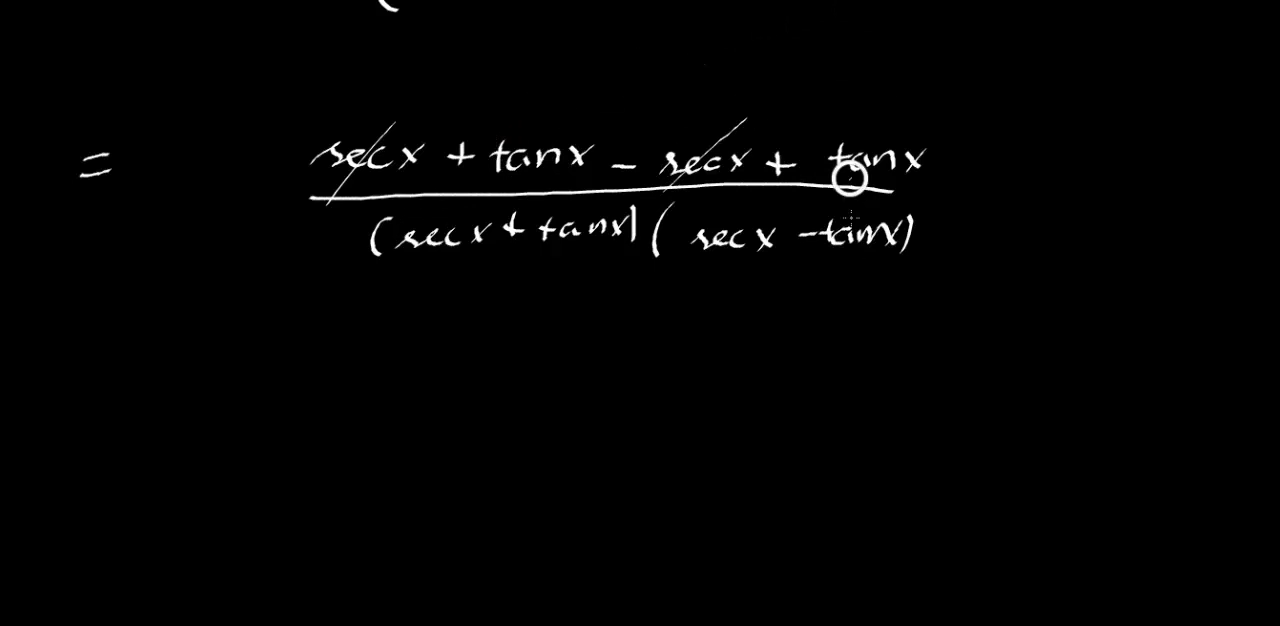 = secx + tanx - secx + tanx
(secx + tanx) (secx - tanx)